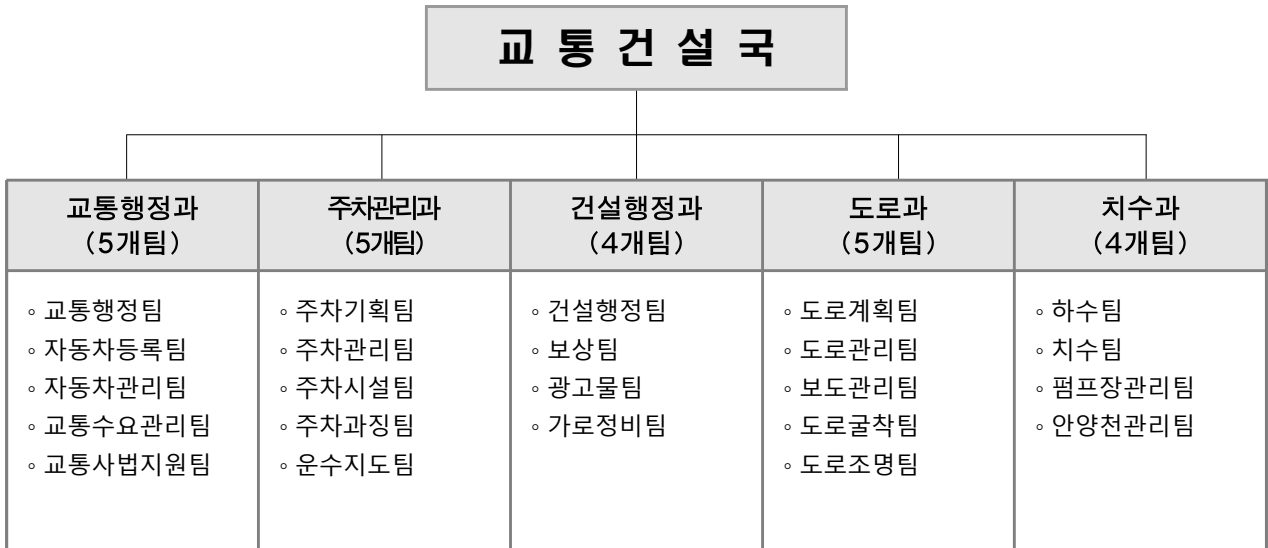 교 통 건 설 국
교통행정과
(5개팀)
주차관리과
(5개팀)
건설행정과
(4개팀)
도로과
(5개팀)
치수과
(4개팀)
◦ 교통행정팀
◦ 자동차등록팀
◦ 자동차관리팀
◦ 교통수요관리팀
◦ 교통사법지원팀
◦ 주차기획팀
◦ 주차관리팀
◦ 주차시설팀
◦ 주차과징팀
◦ 운수지도팀
◦ 건설행정팀
◦ 보상팀
◦ 광고물팀
◦ 가로정비팀
◦ 도로계획팀
◦ 도로관리팀
◦ 보도관리팀
◦ 도로굴착팀
◦ 도로조명팀
◦ 하수팀
◦ 치수팀
◦ 펌프장관리팀
◦ 안양천관리팀